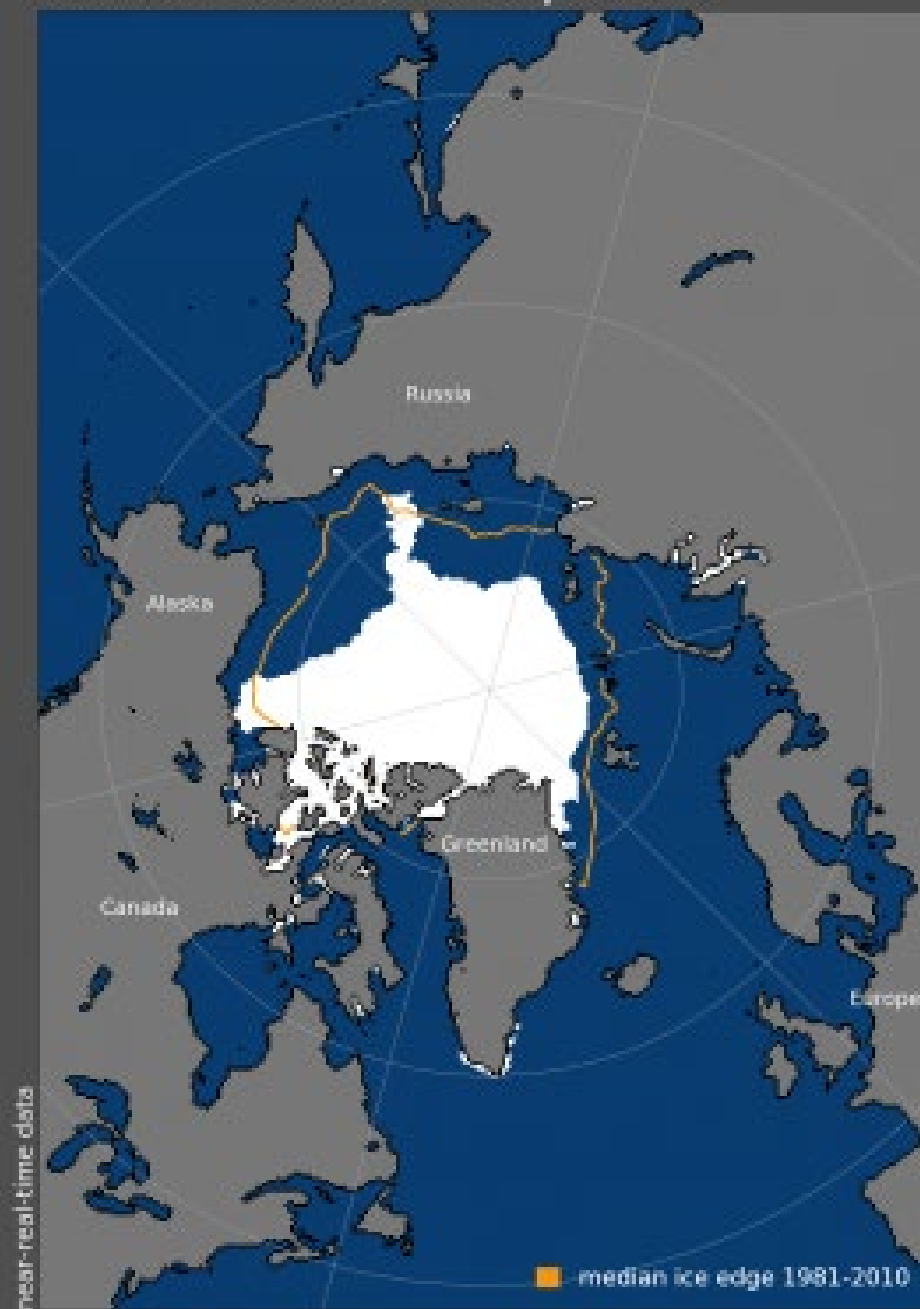 Russia
Alaska
Greenland
Canada
Europe
near-real-time data
median ice edge 1981-2010